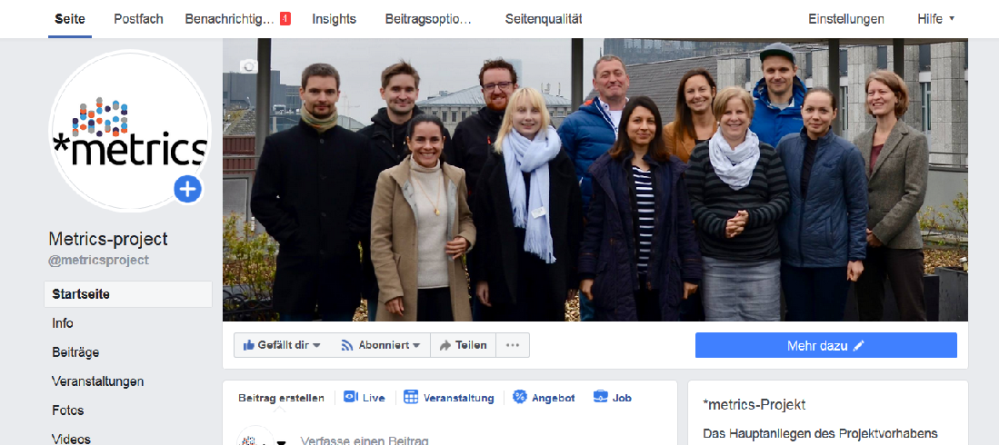 Seite Postfach Benachrichtig... 4 Insights Beitragsoptio... Seitenqualität Einstellungen Hilfe
*metrics
Metrics-project
@metricsproject
Startseite
Info
Beiträge
Veranstaltungen
Fotos
Videos
Gefällt dir Abonniert Teilen ...
Mehr dazu
Beitrag erstellen Live Veranstaltung Angebot Job
Verfasse einen Beitrag
*metrics-Projekt
Das Hauptanliegen des Projektvorhabens